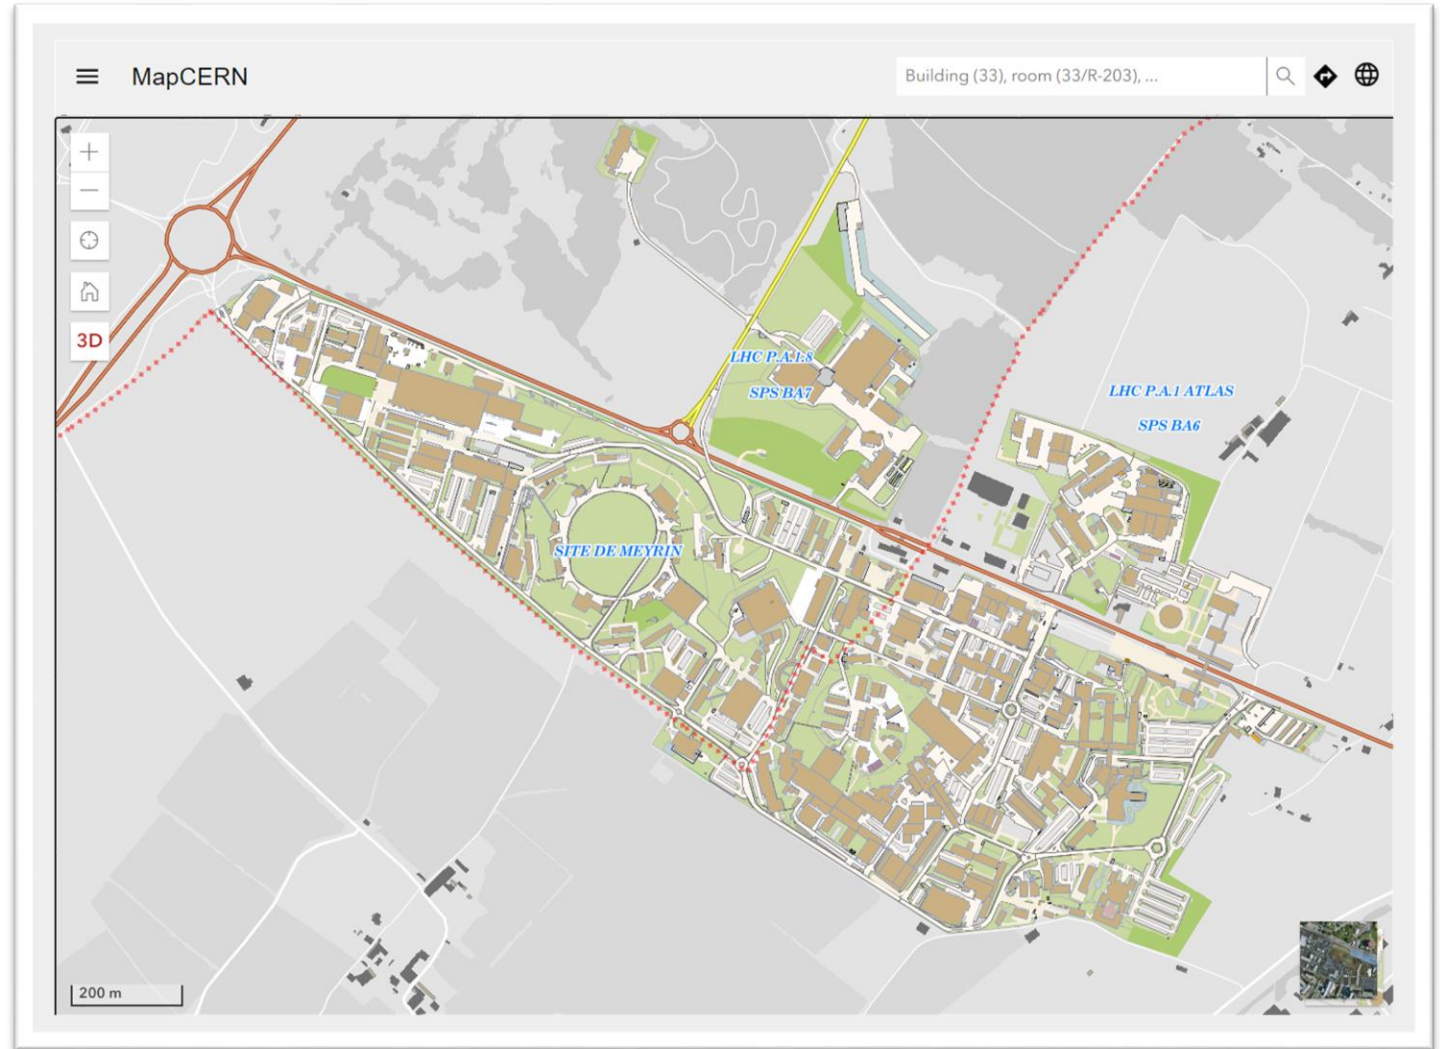 MapCERN
Building (33), room (33/R-203), ...
3D
LHC P.A.1.8
SPS BA7
LHC P.A.1 ATLAS
SPS BA6
SITE DE MEYRIN
200 m